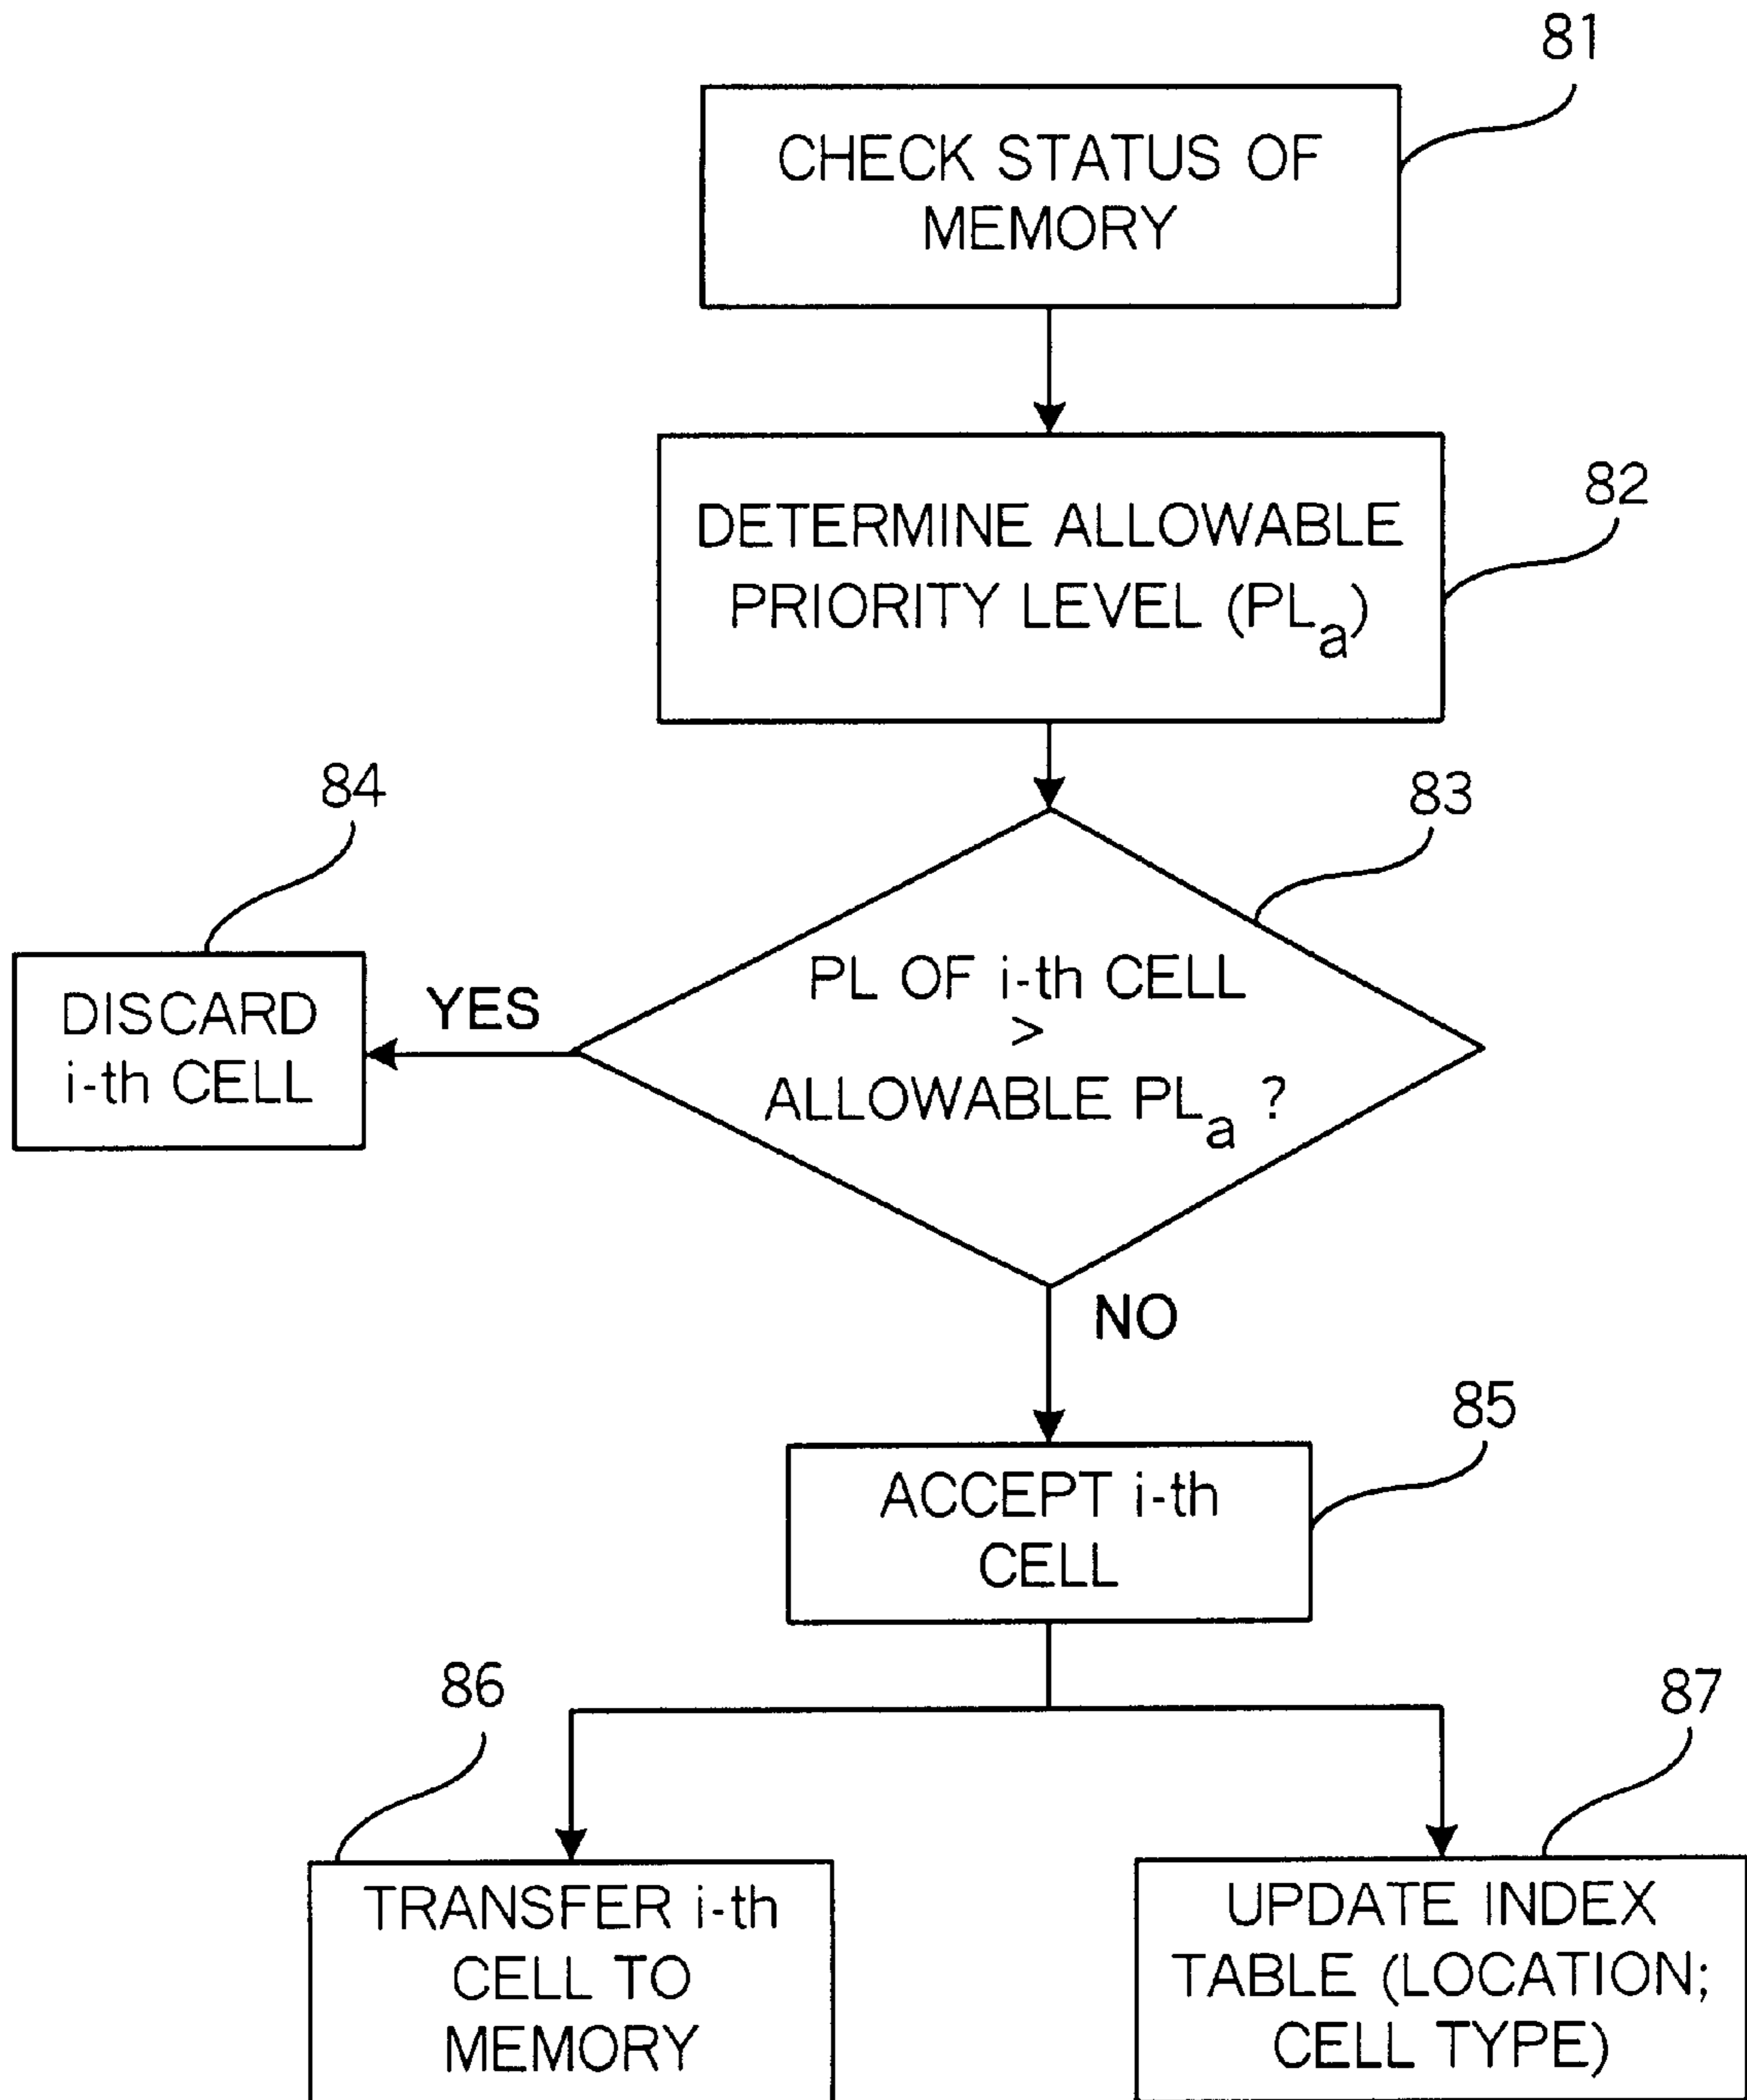 81
CHECK STATUS OF
MEMORY
82
DETERMINE ALLOWABLE
PRIORITY LEVEL (PLa)
84
83
PL OF i-th CELL
>
ALLOWABLE PLa ?
YES
DISCARD
i-th CELL
NO
85
ACCEPT i-th
CELL
86
87
TRANSFER i-th
CELL TO
MEMORY
UPDATE INDEX
TABLE (LOCATION;
CELL TYPE)